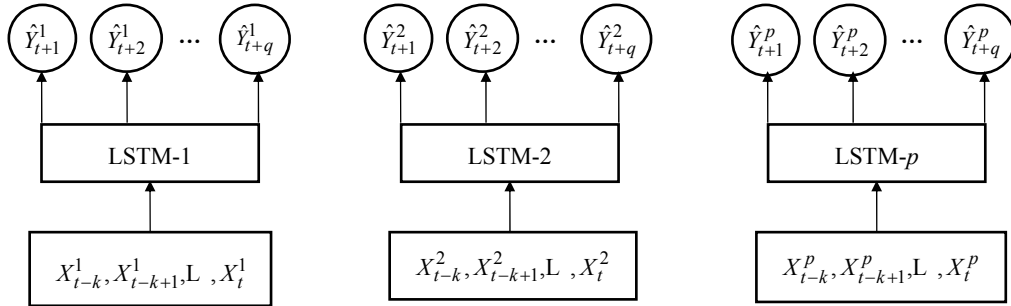 Ŷ¹ₜ₊₁ Ŷ¹ₜ₊₂ ... Ŷ¹ₜ₊q
LSTM-1
X¹ₜ₋ₖ, X¹ₜ₋ₖ₊₁,L , X¹ₜ
Ŷ²ₜ₊₁ Ŷ²ₜ₊₂ ... Ŷ²ₜ₊q
LSTM-2
X²ₜ₋ₖ, X²ₜ₋ₖ₊₁,L , X²ₜ
Ŷᵖₜ₊₁ Ŷᵖₜ₊₂ ... Ŷᵖₜ₊q
LSTM-p
Xᵖₜ₋ₖ, Xᵖₜ₋ₖ₊₁,L , Xᵖₜ